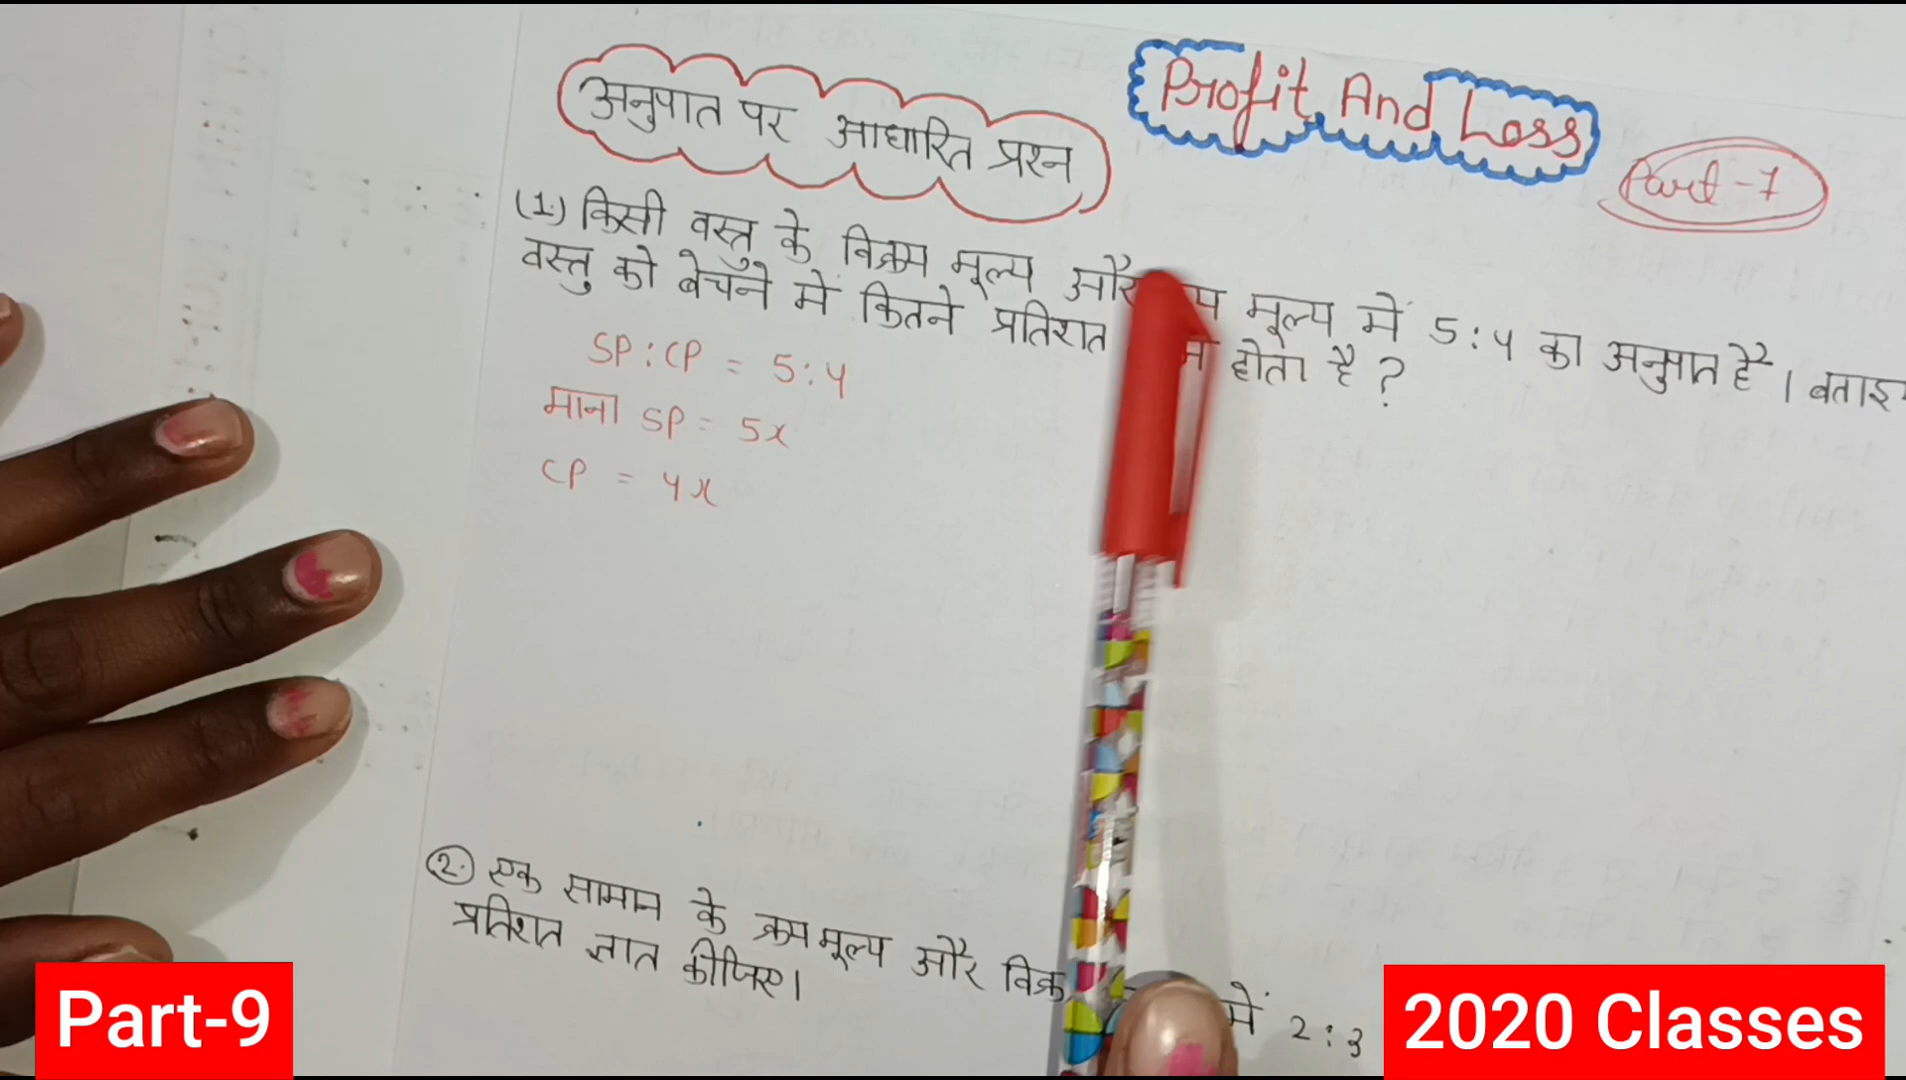 अनुपात पर आधारित प्रश्न
Profit And Loss
Part-7
(1.) किसी वस्तु के विक्रय मूल्य और मूल्य में 5:4 का अनुपात है। बताइ
वस्तु को बेचने में कितने प्रतिशत होता है ?
SP:CP = 5:4
माना SP = 5x
CP = 4x
2. एक सामान के क्रय मूल्य और में 2:3
प्रतिशत ज्ञात कीजिए।
Part-9
2020 Classes